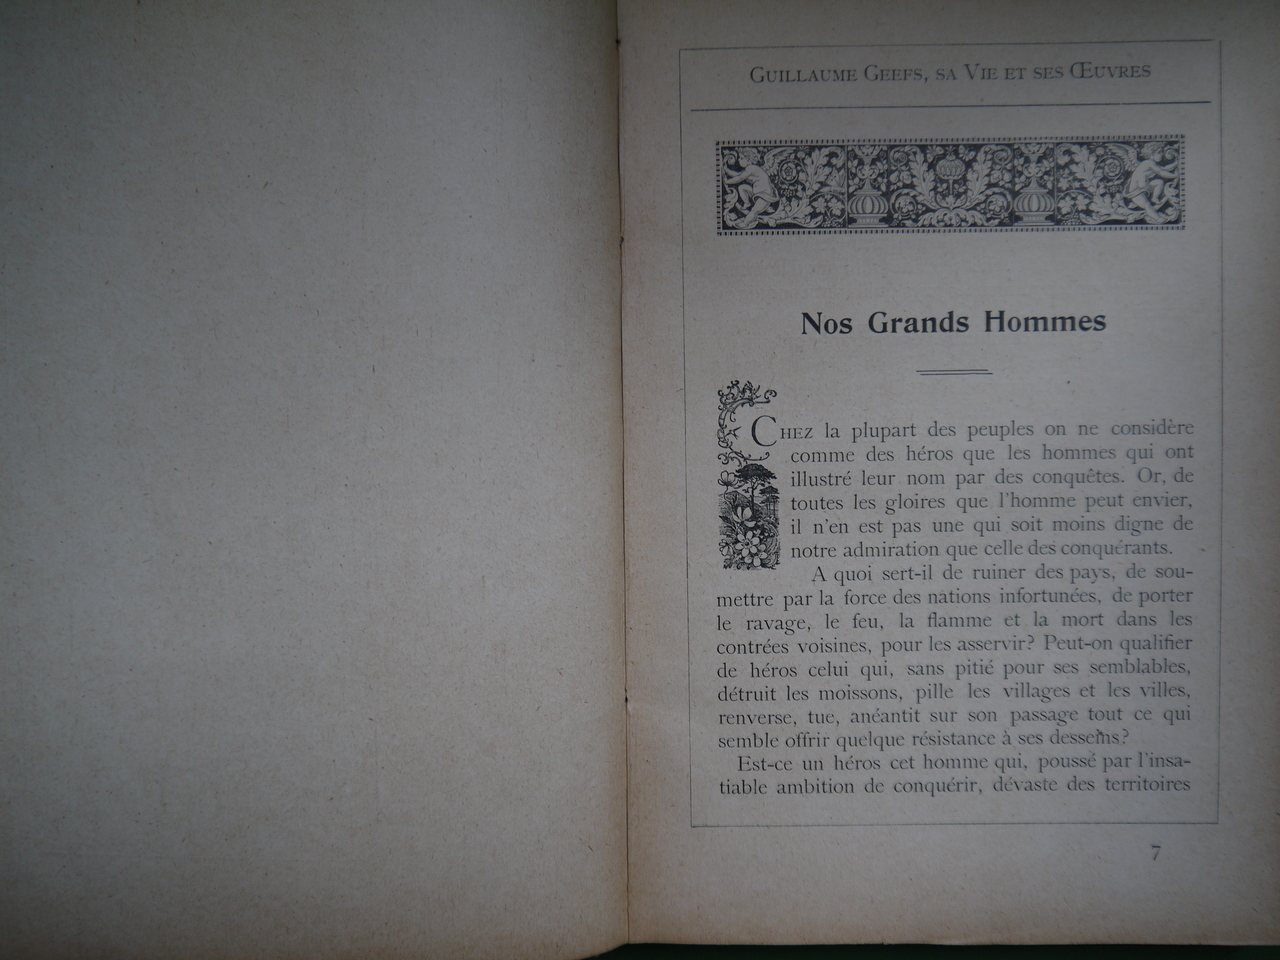 Guillaume Geefs, sa Vie et ses Œuvres
Nos Grands Hommes
Chez la plupart des peuples on ne considère
comme des héros que les hommes qui ont
illustré leur nom par des conquêtes. Or, de
toutes les gloires que l'homme peut envier,
il n'en est pas une qui soit moins digne de
notre admiration que celle des conquérants.
A quoi sert-il de ruiner des pays, de sou-
mettre par la force des nations infortunées, de porter
le ravage, le feu, la flamme et la mort dans les
contrées voisines, pour les asservir? Peut-on qualifier
de héros celui qui, sans pitié pour ses semblables,
détruit les moissons, pille les villages et les villes,
renverse, tue, anéantit sur son passage tout ce qui
semble offrir quelque résistance à ses desseins?
Est-ce un héros cet homme qui, poussé par l'insa-
tiable ambition de conquérir, dévaste des territoires
7